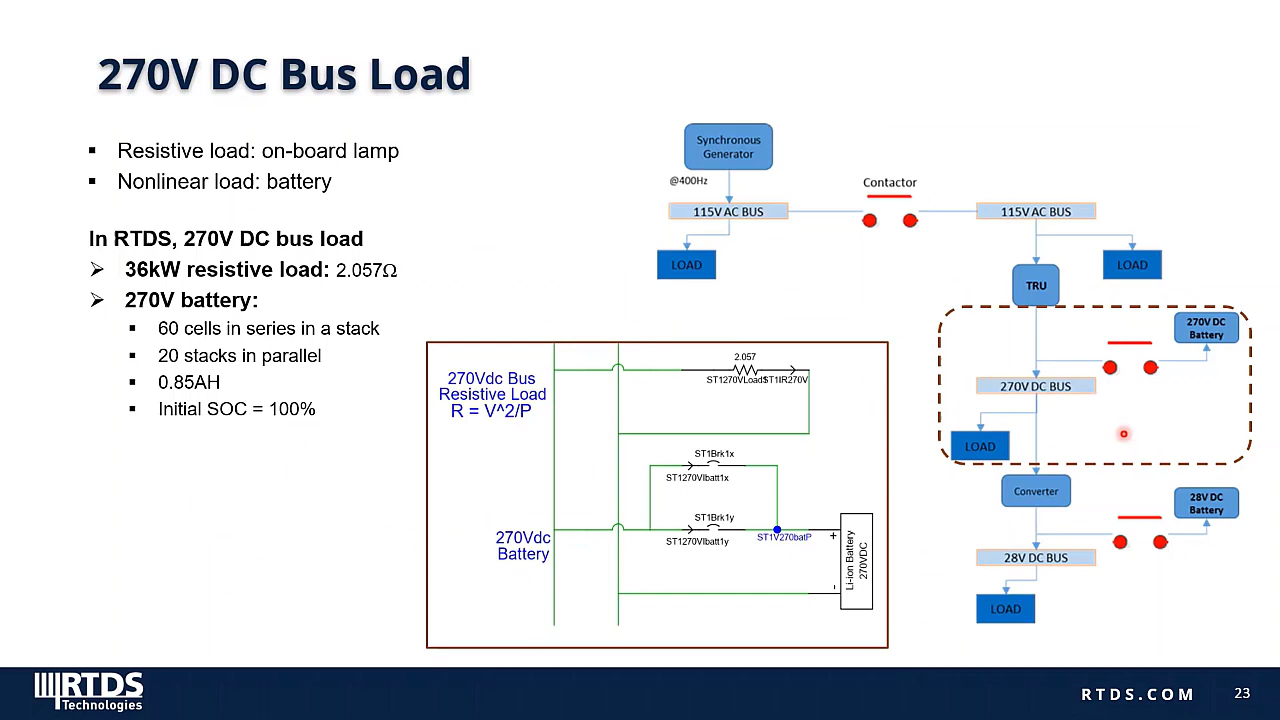 270V DC Bus Load
Resistive load: on-board lamp
Nonlinear load: battery
In RTDS, 270V DC bus load
36kW resistive load: 2.057Ω
270V battery:
60 cells in series in a stack
20 stacks in parallel
0.85AH
Initial SOC = 100%
Synchronous
Generator
@400Hz
Contactor
115V AC BUS
115V AC BUS
LOAD
LOAD
TRU
270V DC
Battery
270V DC BUS
LOAD
Converter
28V DC
Battery
28V DC BUS
LOAD
270Vdc Bus
Resistive Load
R = V^2/P
2.057
ST1270VLoad1
ST1IR270V
ST1Brk1x
ST1270VIbatt1x
ST1Brk1y
ST1270VIbatt1y
270Vdc
Battery
ST1V270batP
+
-
Li-ion Battery
270VDC
RTDS
Technologies
RTDS.COM
23